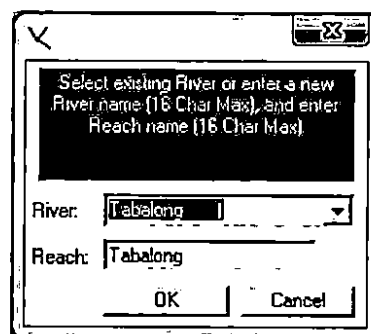 Select existing River or enter a new
River name (16 Char Max), and enter
Reach name (16 Char Max)
River: Tabalong
Reach: Tabalong
OK Cancel